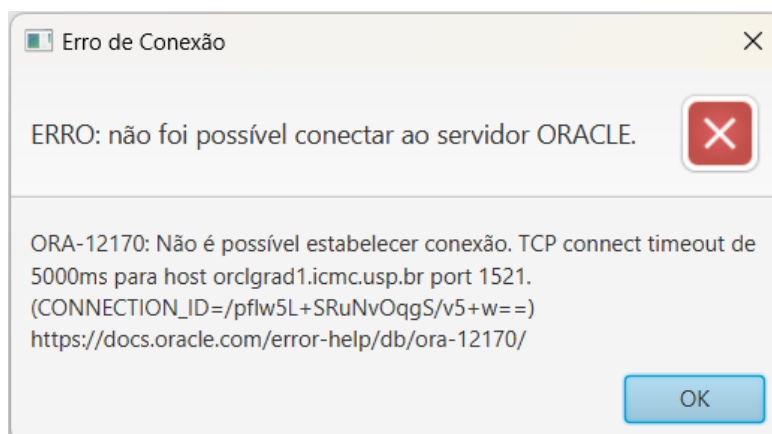 Erro de Conexão
ERRO: não foi possível conectar ao servidor ORACLE.
ORA-12170: Não é possível estabelecer conexão. TCP connect timeout de
5000ms para host orclgrad1.icmc.usp.br port 1521.
(CONNECTION_ID=/pflw5L+SRuNvOqgS/v5+w==)
https://docs.oracle.com/error-help/db/ora-12170/
OK